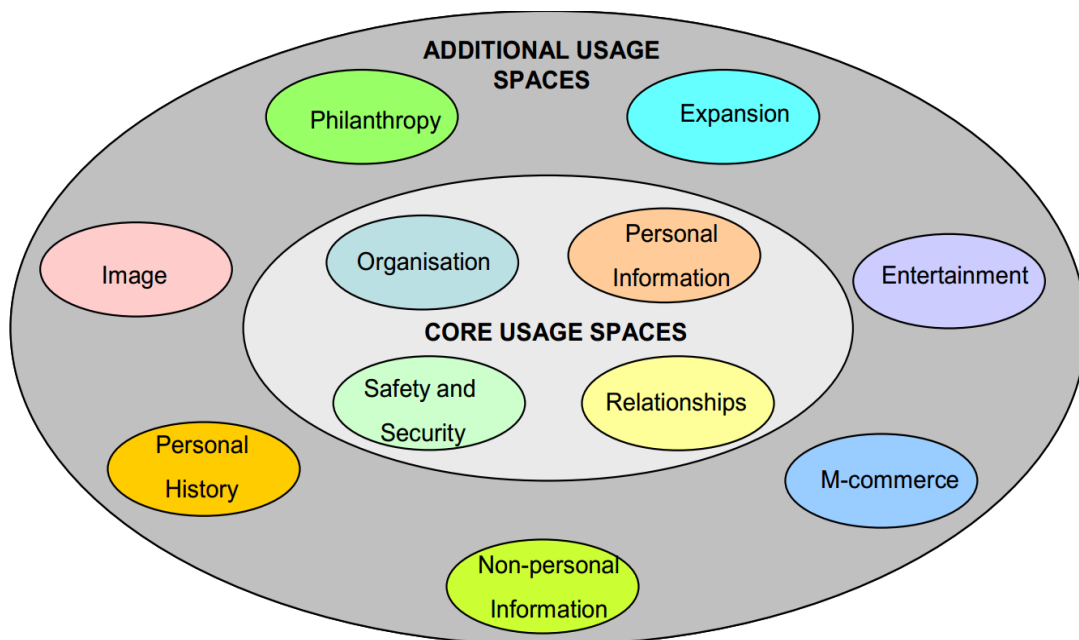 ADDITIONAL USAGE
SPACES
Philanthropy
Expansion
Image
Organisation
Personal
Information
Entertainment
CORE USAGE SPACES
Safety and
Security
Relationships
Personal
History
M-commerce
Non-personal
Information